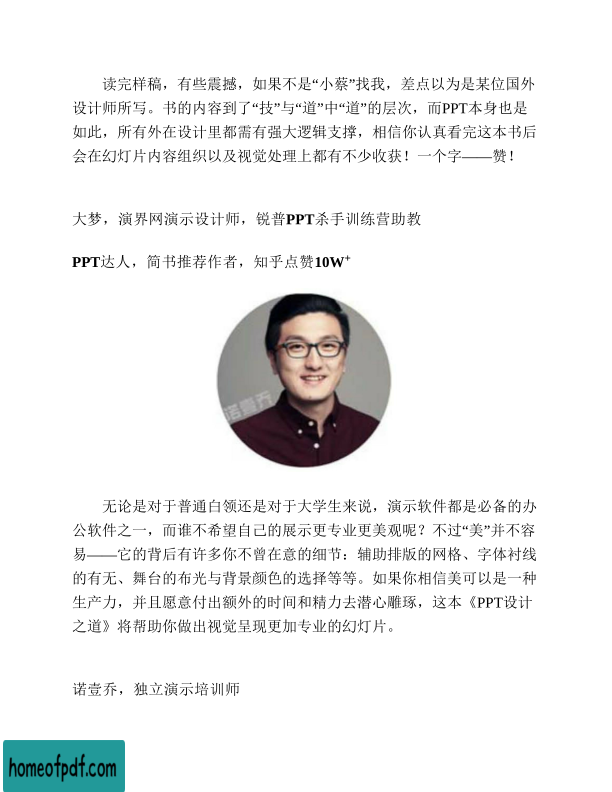 读完样稿，有些震撼，如果不是“小蔡”找我，差点以为是某位国外
设计师所写。书的内容到了“技”与“道”中“道”的层次，而PPT本身也是
如此，所有外在设计里都需有强大逻辑支撑，相信你认真看完这本书后
会在幻灯片内容组织以及视觉处理上都有不少收获！一个字——赞！
大梦，演界网演示设计师，锐普PPT杀手训练营助教
PPT达人，简书推荐作者，知乎点赞10W+
诺壹乔
无论是对于普通白领还是对于大学生来说，演示软件都是必备的办
公软件之一，而谁不希望自己的展示更专业更美观呢？不过“美”并不容
易——它的背后有许多你不曾在意的细节：辅助排版的网格、字体衬线
的有无、舞台的布光与背景颜色的选择等等。如果你相信美可以是一种
生产力，并且愿意付出额外的时间和精力去潜心雕琢，这本《PPT设计
之道》将帮助你做出视觉呈现更加专业的幻灯片。
诺壹乔，独立演示培训师
homeofpdf.com